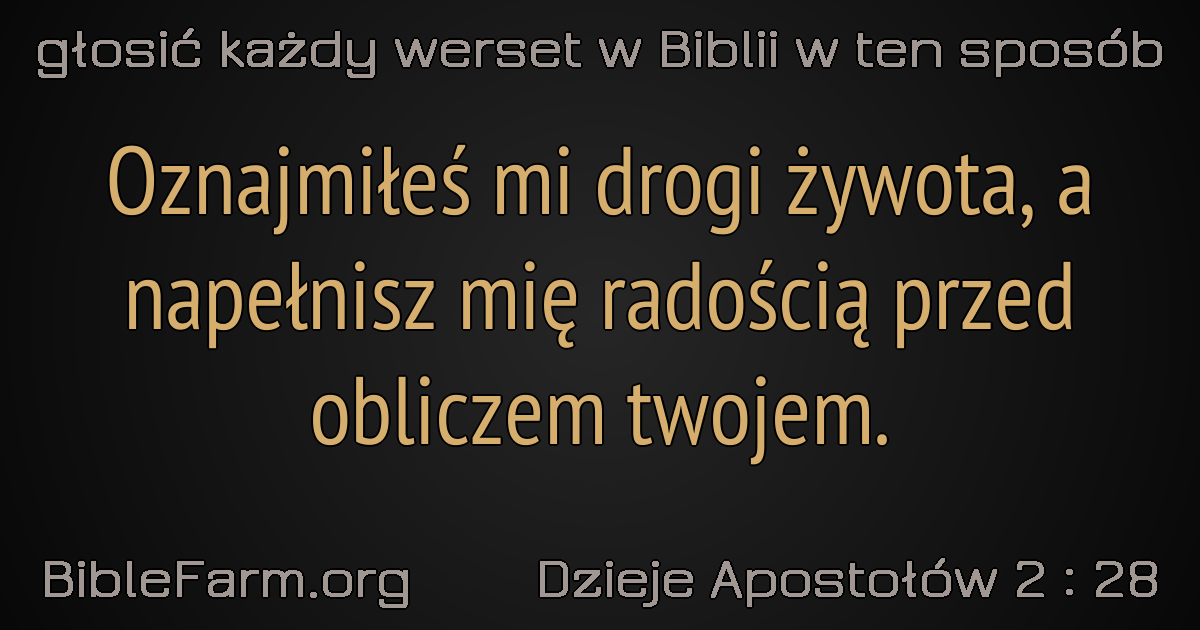 głosić każdy werset w Biblii w ten sposób
Oznajmiłeś mi drogi żywota, a
napełnisz mię radością przed
obliczem twojem.
BibleFarm.org
Dzieje Apostołów 2 : 28